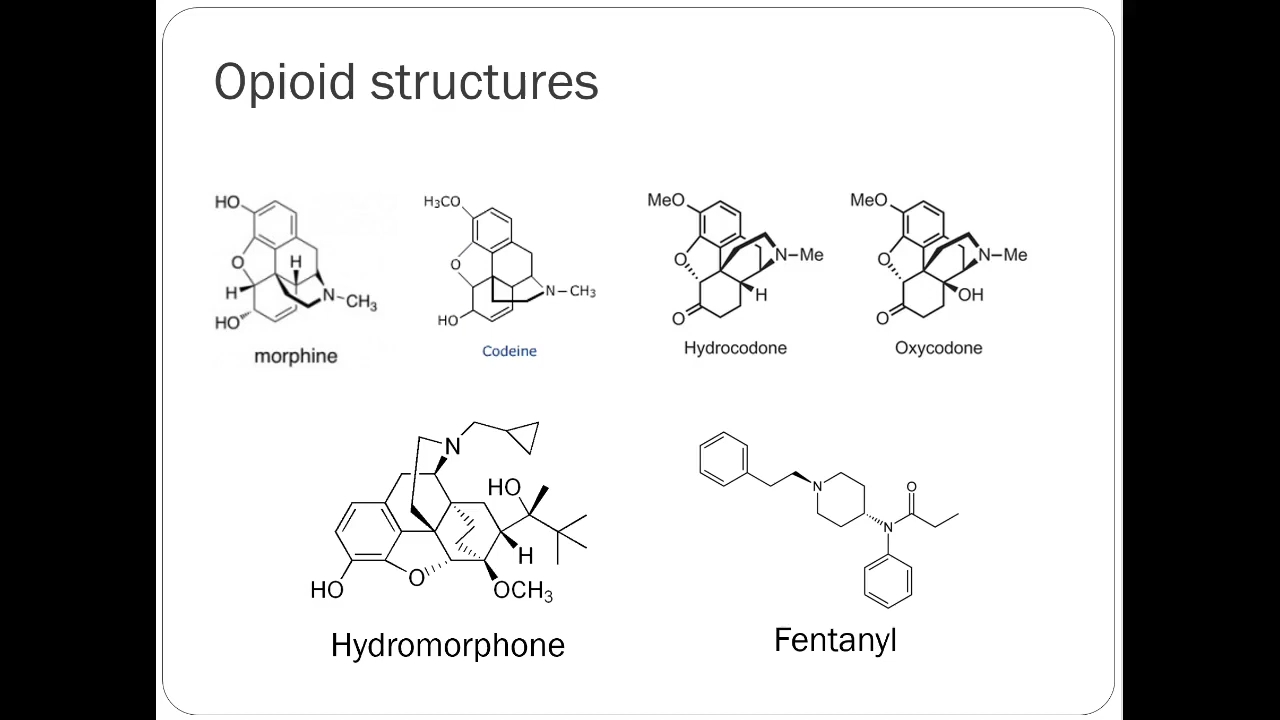 Opioid structures
HO
O
H
H
HO
N
CH₃
morphine
H₃CO
O
HO
N
CH₃
Codeine
MeO
O
N
Me
H
O
Hydrocodone
MeO
O
N
Me
OH
O
Oxycodone
N
HO
H
O
HO
OCH₃
Hydromorphone
N
O
N
Fentanyl